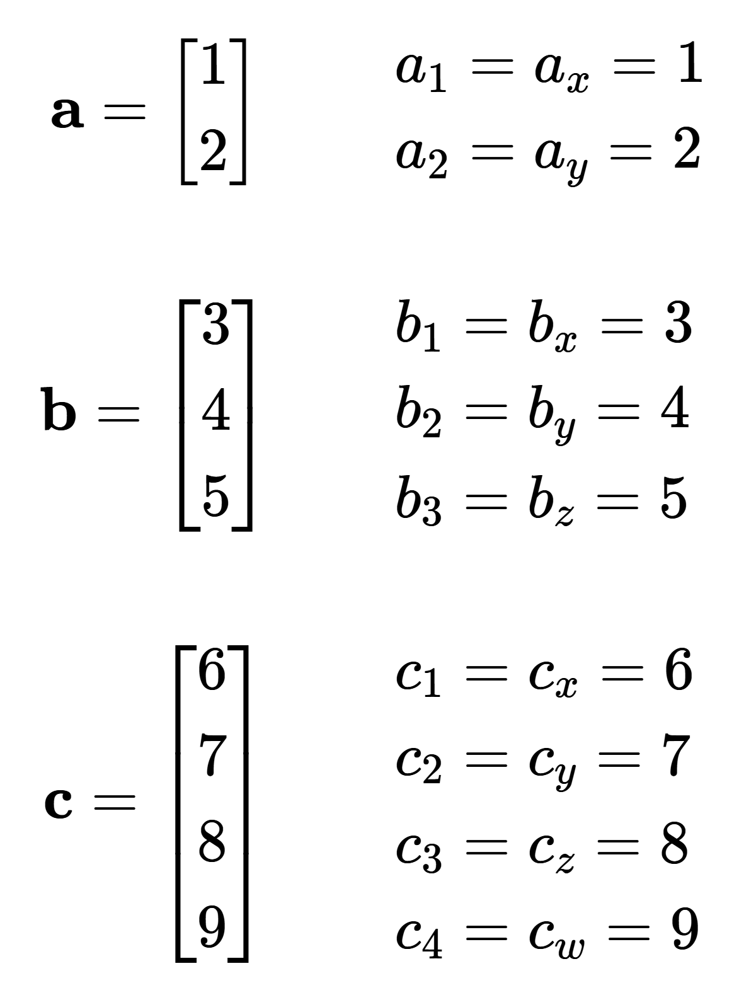 a = [1 2]
a₁ = aₓ = 1
a₂ = a_y = 2
b = [3 4 5]
b₁ = bₓ = 3
b₂ = b_y = 4
b₃ = b_z = 5
c = [6 7 8 9]
c₁ = cₓ = 6
c₂ = c_y = 7
c₃ = c_z = 8
c₄ = c_w = 9